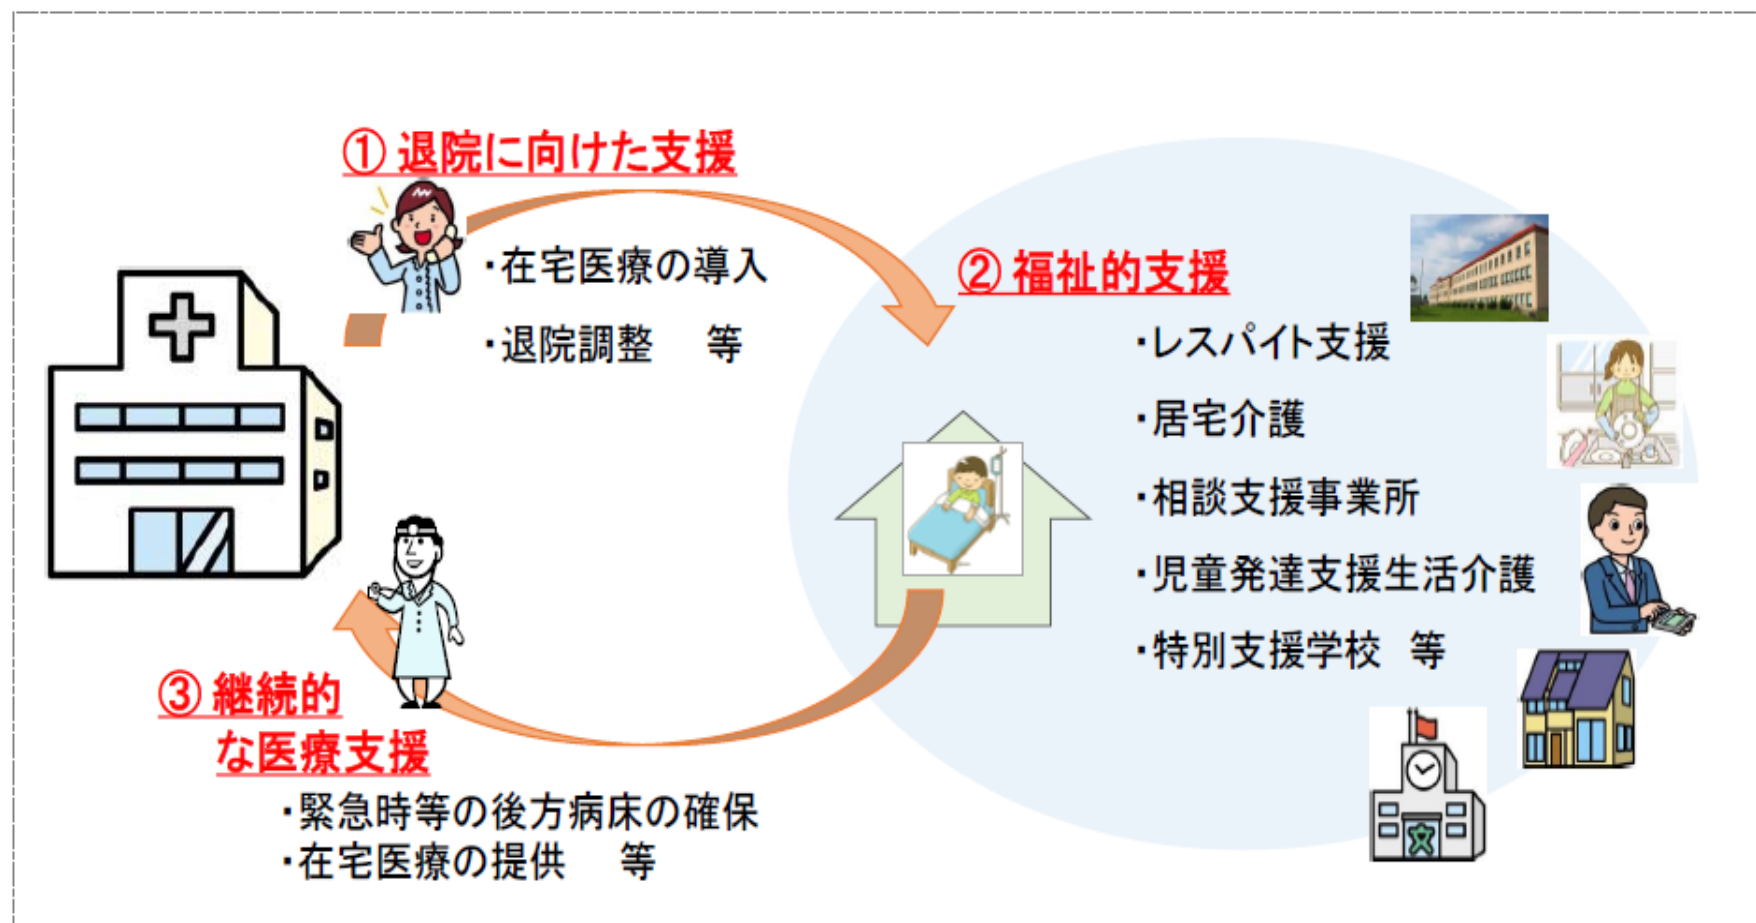 ① 退院に向けた支援
・在宅医療の導入
・退院調整　等
② 福祉的支援
・レスパイト支援
・居宅介護
・相談支援事業所
・児童発達支援生活介護
・特別支援学校　等
③ 継続的
な医療支援
・緊急時等の後方病床の確保
・在宅医療の提供　等